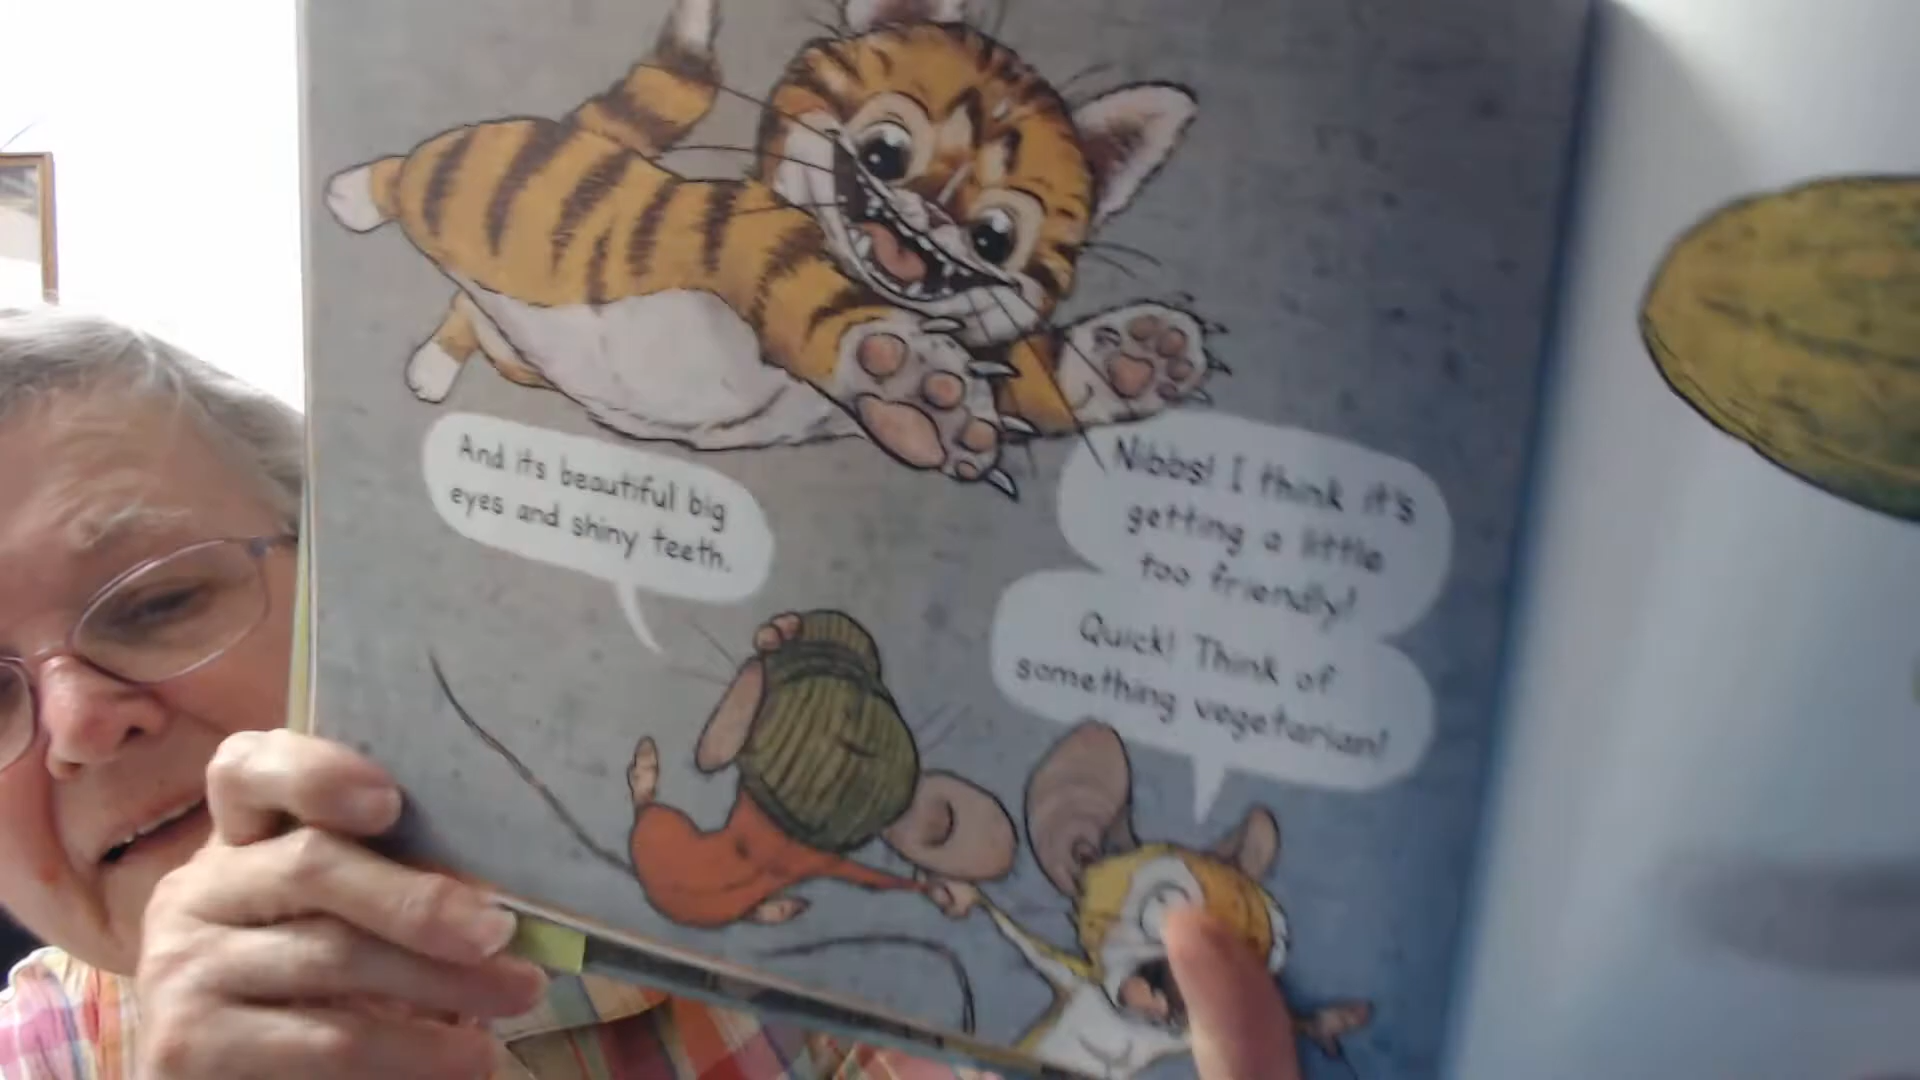 And its beautiful big
eyes and shiny teeth.
Nibbs! I think it's
getting a little
too friendly!
Quick! Think of
something vegetarian!